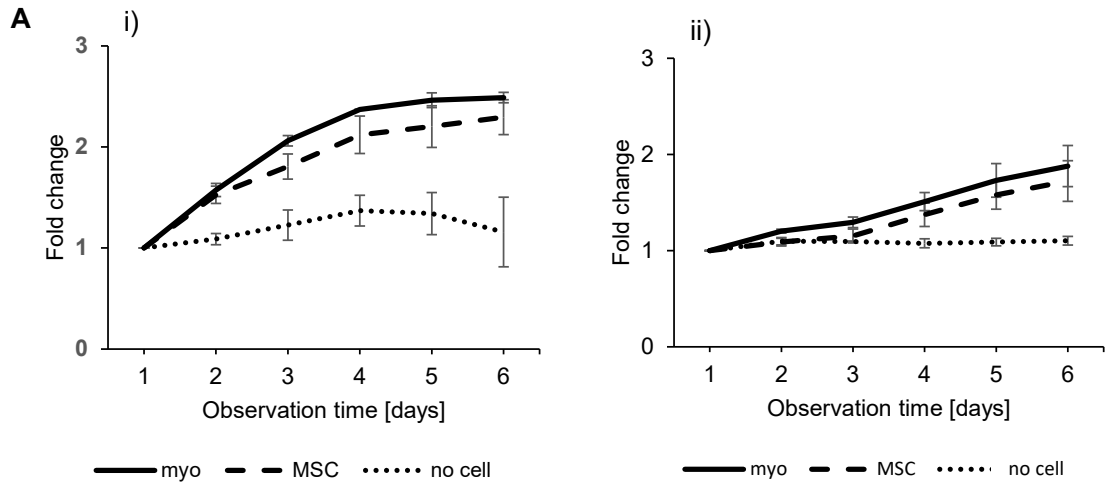 A
i)
3
2
1
0
Fold change
1 2 3 4 5 6
Observation time [days]
myo MSC no cell
ii)
3
2
1
0
Fold change
1 2 3 4 5 6
Observation time [days]
myo MSC no cell